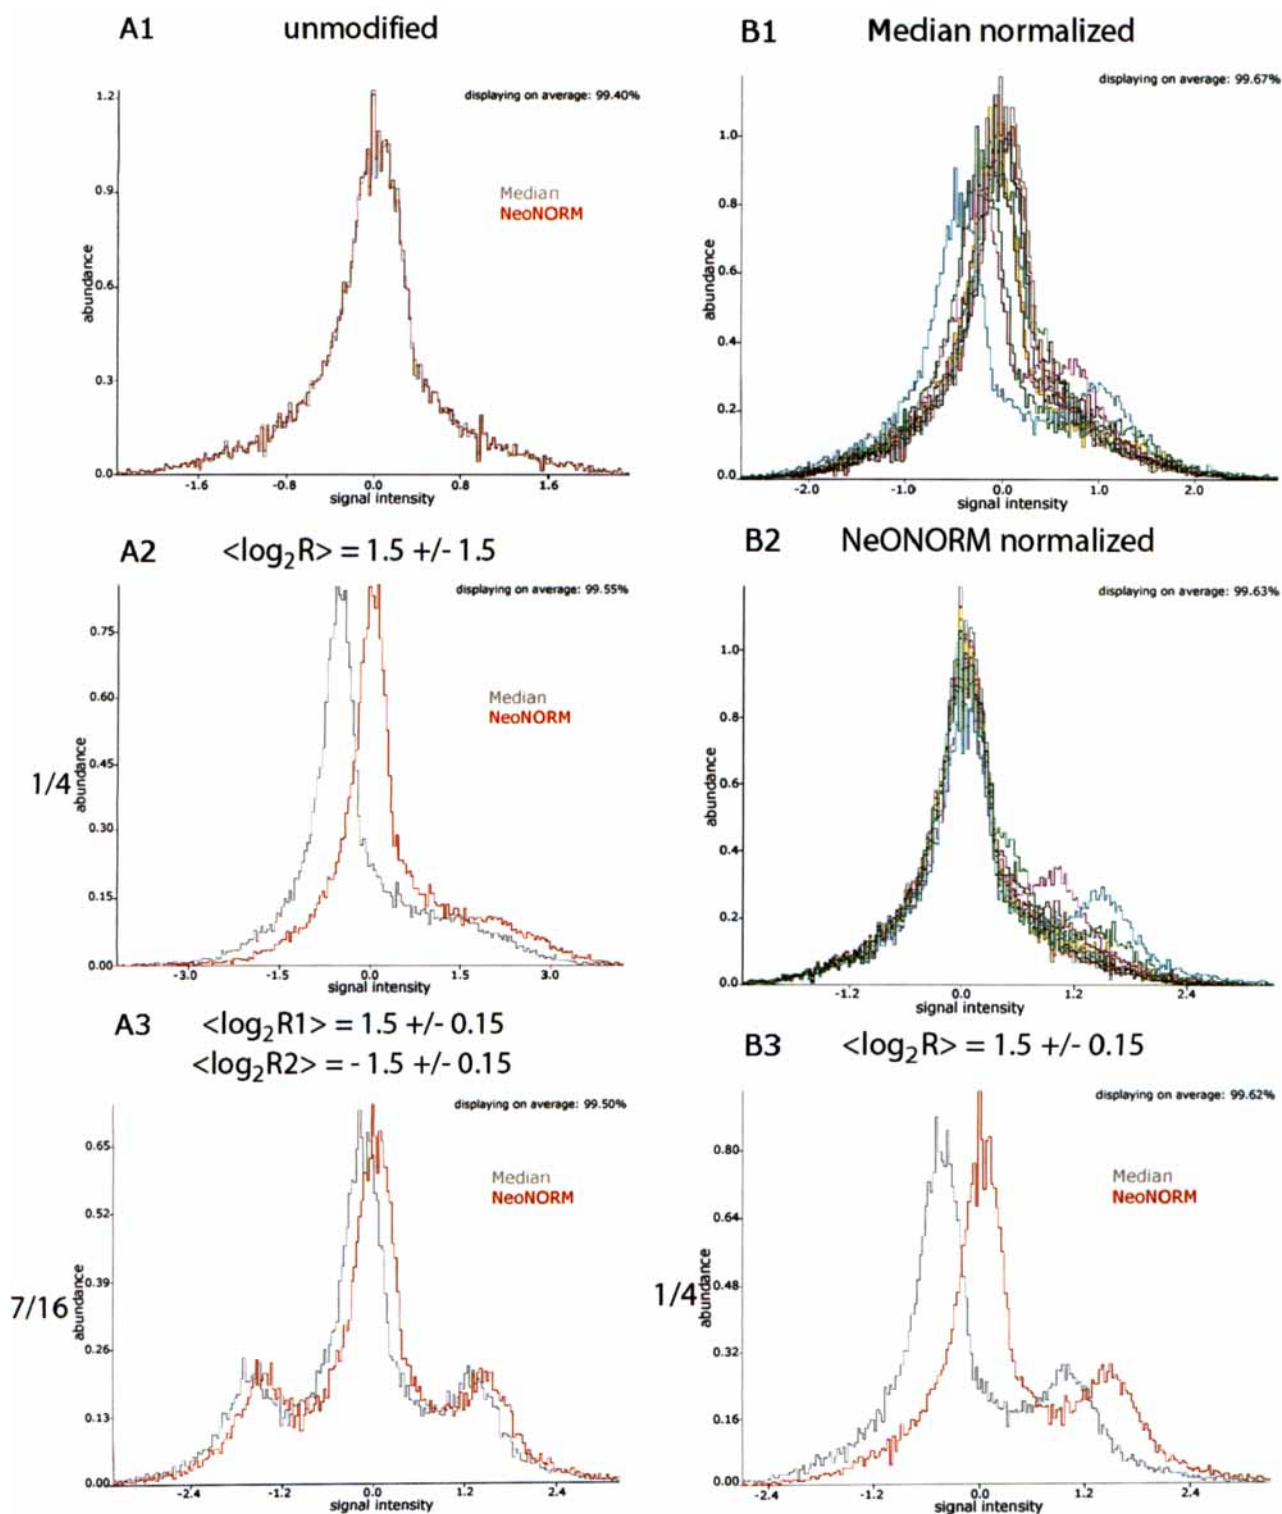 A1 unmodified
displaying on average: 99.40%
1.2
0.9
0.6
0.3
0.0
abundance
Median
NeoNORM
-1.6 -0.8 0.0 0.8 1.6
signal intensity
B1 Median normalized
displaying on average: 99.67%
1.0
0.8
0.6
0.4
0.2
0.0
abundance
-2.0 -1.0 0.0 1.0 2.0
signal intensity
A2 <log₂R> = 1.5 +/- 1.5
displaying on average: 99.55%
0.75
0.60
0.45
0.30
0.15
0.00
1/4
abundance
Median
NeoNORM
-3.0 -1.5 0.0 1.5 3.0
signal intensity
B2 NeONORM normalized
displaying on average: 99.63%
1.0
0.8
0.6
0.4
0.2
0.0
abundance
-1.2 0.0 1.2 2.4
signal intensity
A3 <log₂R1> = 1.5 +/- 0.15
<log₂R2> = - 1.5 +/- 0.15
displaying on average: 99.50%
0.65
0.52
0.39
0.26
0.13
0.00
7/16
abundance
Median
NeoNORM
-2.4 -1.2 0.0 1.2 2.4
signal intensity
B3 <log₂R> = 1.5 +/- 0.15
displaying on average: 99.62%
0.80
0.64
0.48
0.32
0.16
0.00
1/4
abundance
Median
NeoNORM
-2.4 -1.2 0.0 1.2 2.4
signal intensity